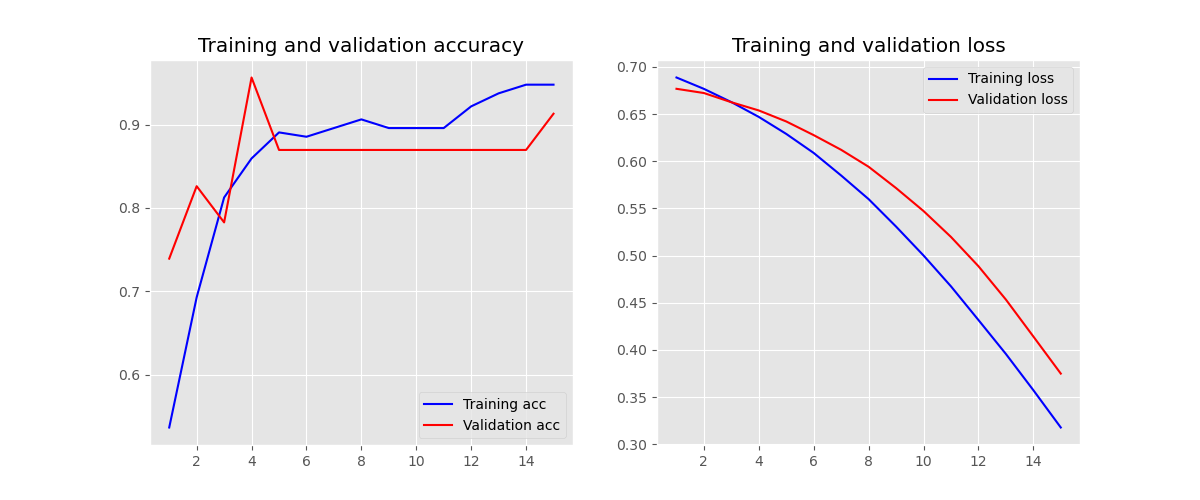 Training and validation accuracy
0.9
0.8
0.7
0.6
2 4 6 8 10 12 14
Training acc
Validation acc
Training and validation loss
0.70
0.65
0.60
0.55
0.50
0.45
0.40
0.35
0.30
2 4 6 8 10 12 14
Training loss
Validation loss